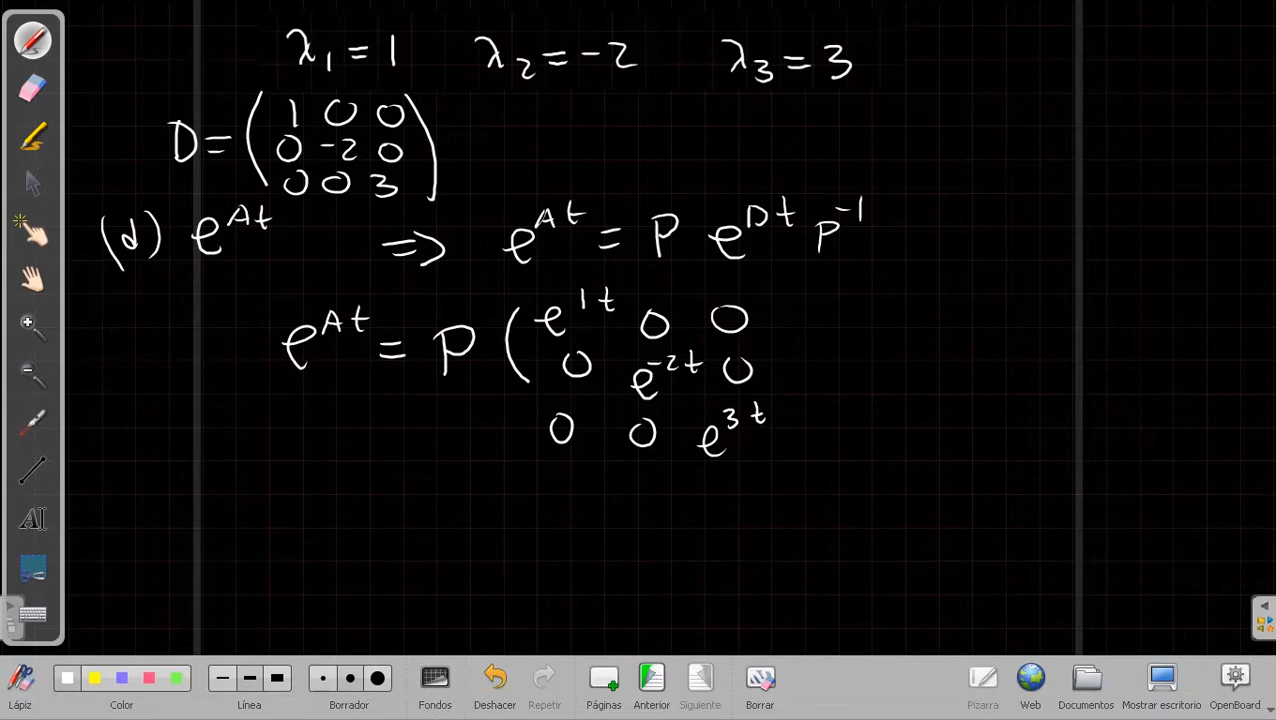 λ₁ = 1 λ₂ = -2 λ₃ = 3
D = ( 1 0 0
0 -2 0
0 0 3 )
(d) e^{At} => e^{At} = P e^{Dt} P^{-1}
e^{At} = P ( e^{1t} 0 0
0 e^{-2t} 0
0 0 e^{3t}
Lápiz Color Línea Borrador Fondos Deshacer Repetir Páginas Anterior Siguiente Borrar Pizarra Web Documentos Mostrar escritorio OpenBoard